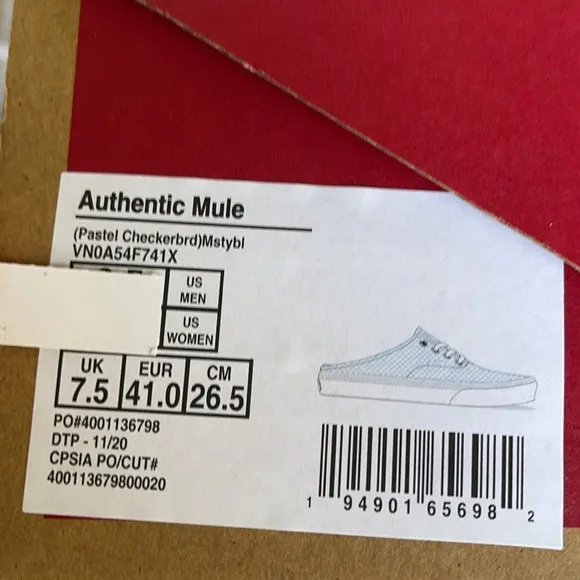 Authentic Mule
(Pastel Checkerbrd)Mstybl
VN0A54F741X
US
MEN
US
WOMEN
UK
7.5
EUR
41.0
CM
26.5
PO#4001136798
DTP - 11/20
CPSIA PO/CUT#
400113679800020
1 94901 65698 2